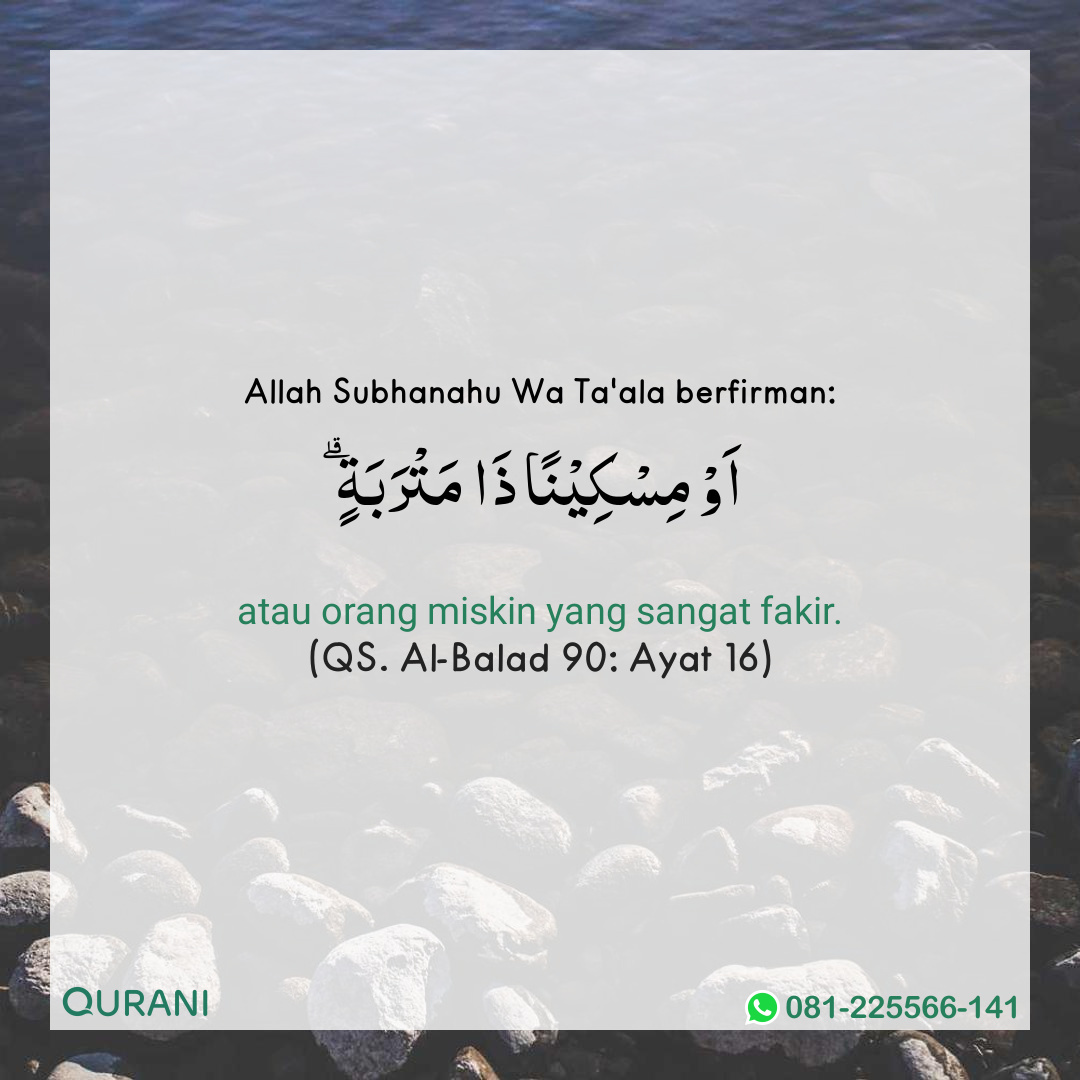 Allah Subhanahu Wa Ta'ala berfirman:
اَوْ مِسْكِيْنًا ذَا مَتْرَبَةٍۗ
atau orang miskin yang sangat fakir.
(QS. Al-Balad 90: Ayat 16)
QURANI
081-225566-141